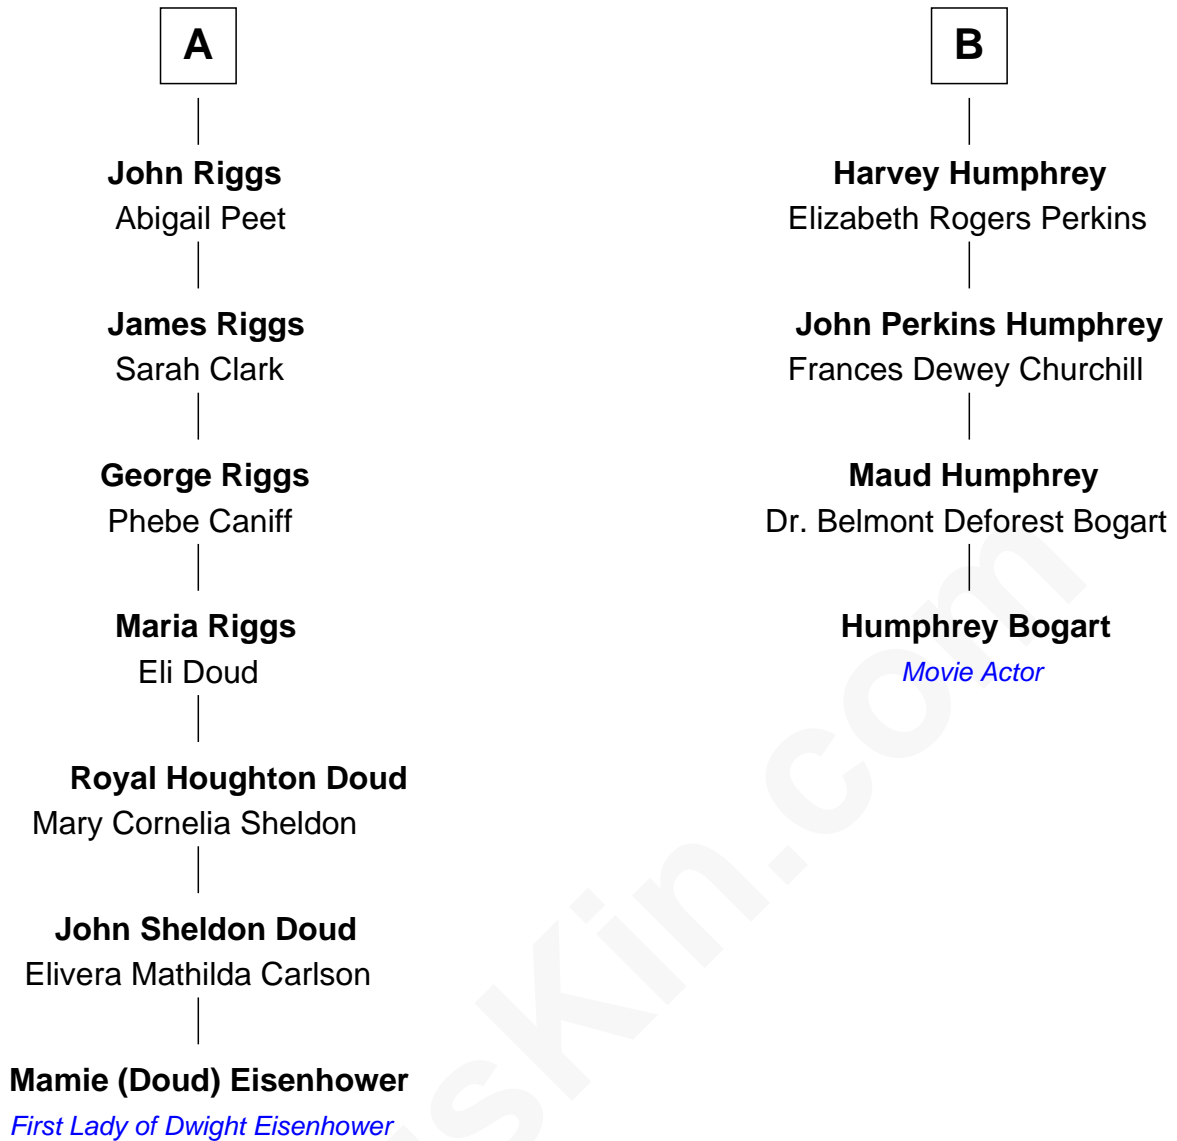 A
John Riggs
Abigail Peet
James Riggs
Sarah Clark
George Riggs
Phebe Caniff
Maria Riggs
Eli Doud
Royal Houghton Doud
Mary Cornelia Sheldon
John Sheldon Doud
Elivera Mathilda Carlson
Mamie (Doud) Eisenhower
First Lady of Dwight Eisenhower
B
Harvey Humphrey
Elizabeth Rogers Perkins
John Perkins Humphrey
Frances Dewey Churchill
Maud Humphrey
Dr. Belmont Deforest Bogart
Humphrey Bogart
Movie Actor
sKin.com